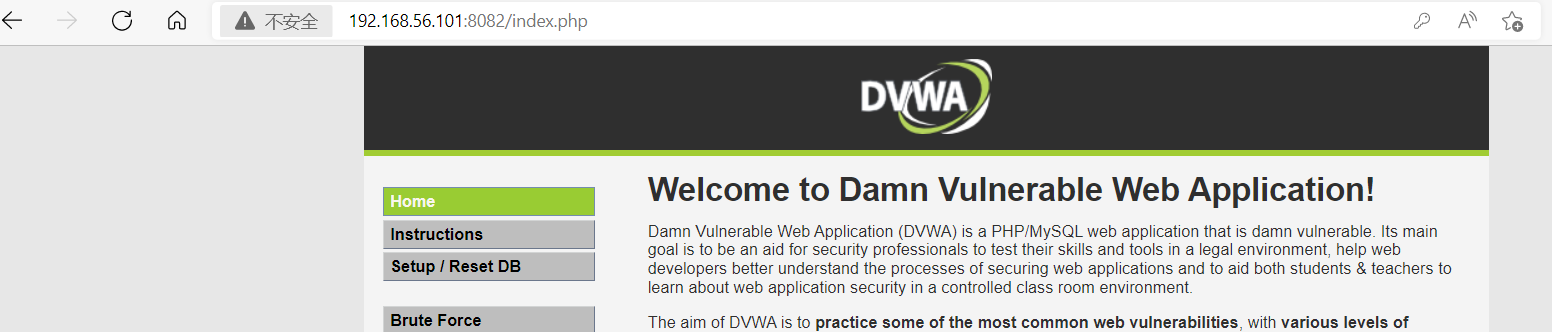 不安全 192.168.56.101:8082/index.php
DVWA
Home
Instructions
Setup / Reset DB
Brute Force
Welcome to Damn Vulnerable Web Application!
Damn Vulnerable Web Application (DVWA) is a PHP/MySQL web application that is damn vulnerable. Its main
goal is to be an aid for security professionals to test their skills and tools in a legal environment, help web
developers better understand the processes of securing web applications and to aid both students & teachers to
learn about web application security in a controlled class room environment.
The aim of DVWA is to practice some of the most common web vulnerabilities, with various levels of